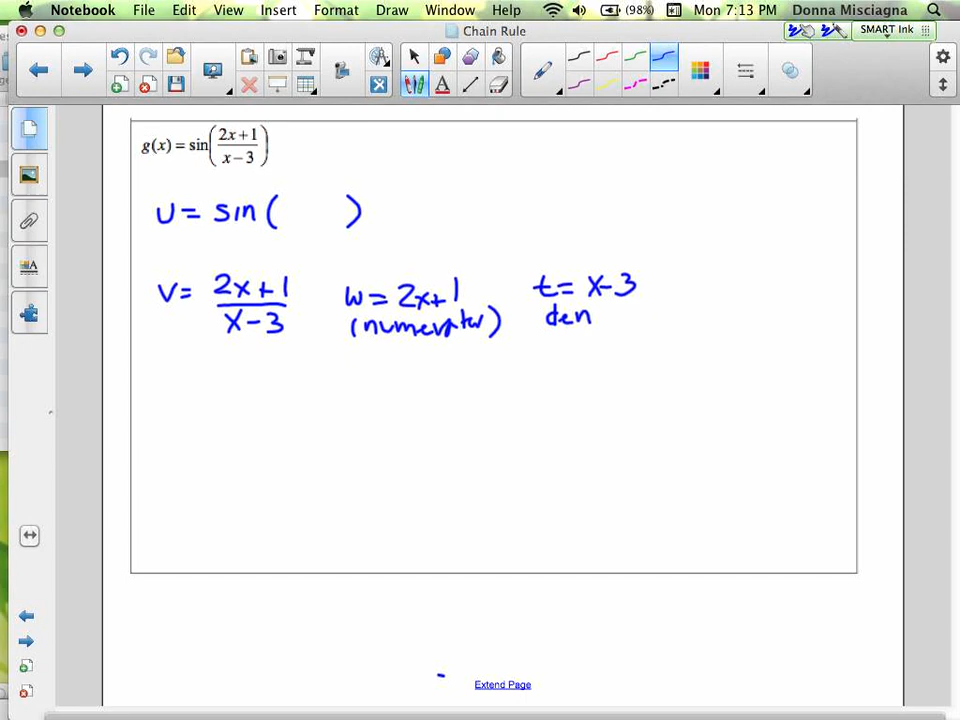 Notebook File Edit View Insert Format Draw Window Help (98%) Mon 7:13 PM Donna Misciagna
Chain Rule
SMART Ink
g(x) = sin((2x+1)/(x−3))
U = sin( )
V = (2x+1)/(x-3) w = 2x+1 t = x-3
(numerator) den
Extend Page